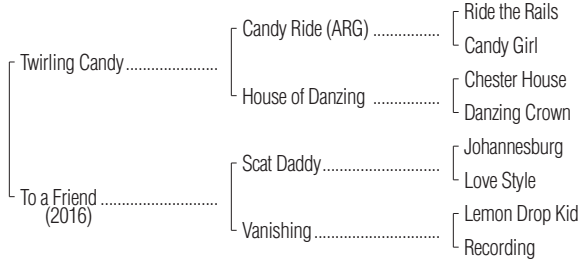 Ride the Rails
Candy Ride (ARG) ................
Candy Girl
Twirling Candy ......................
Chester House
House of Danzing ................
Danzing Crown
Johannesburg
Scat Daddy............................
Love Style
To a Friend ............................
(2016)
Lemon Drop Kid
Vanishing ..............................
Recording